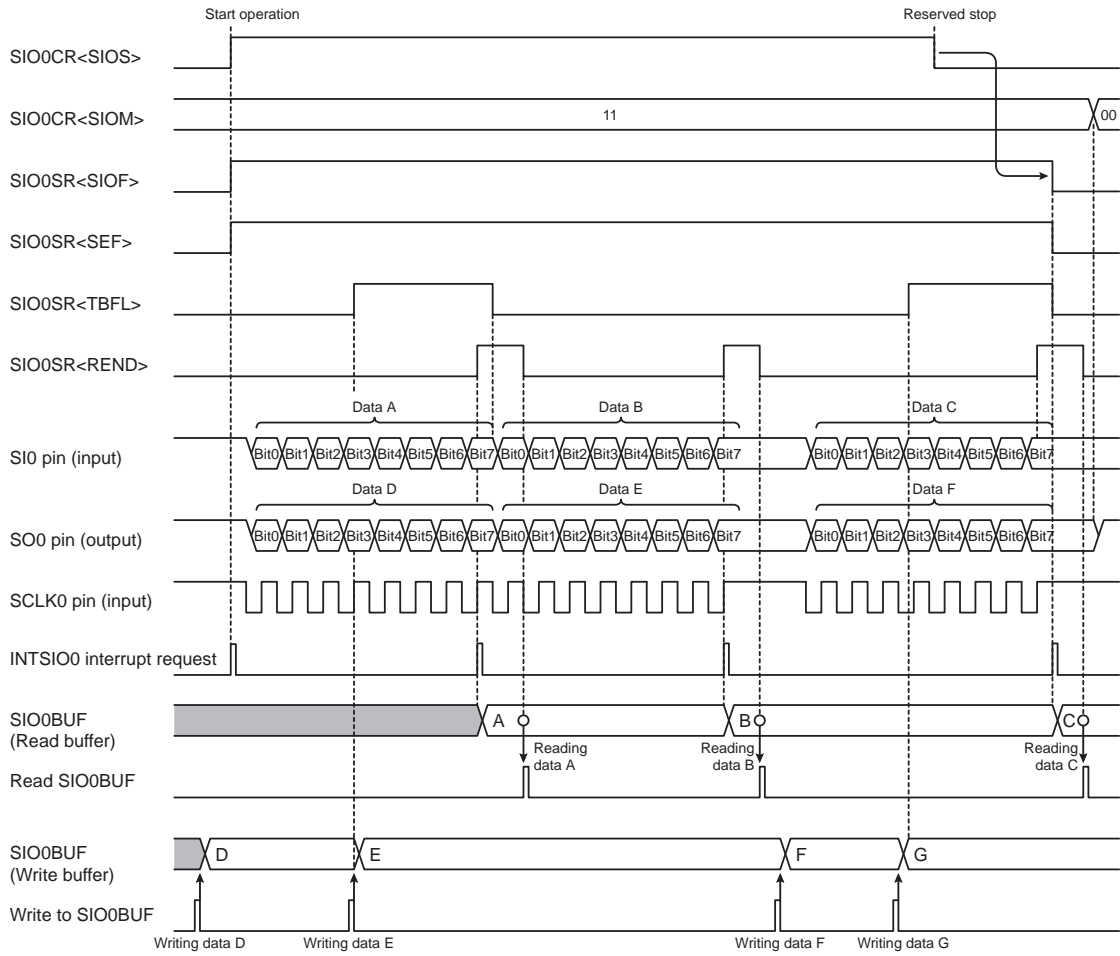 Start operation
Reserved stop
SIO0CR<SIOS>
SIO0CR<SIOM>
11
00
SIO0SR<SIOF>
SIO0SR<SEF>
SIO0SR<TBFL>
SIO0SR<REND>
Data A
Data B
Data C
SI0 pin (input)
Bit0 Bit1 Bit2 Bit3 Bit4 Bit5 Bit6 Bit7 Bit0 Bit1 Bit2 Bit3 Bit4 Bit5 Bit6 Bit7 Bit0 Bit1 Bit2 Bit3 Bit4 Bit5 Bit6 Bit7
Data D
Data E
Data F
SO0 pin (output)
Bit0 Bit1 Bit2 Bit3 Bit4 Bit5 Bit6 Bit7 Bit0 Bit1 Bit2 Bit3 Bit4 Bit5 Bit6 Bit7 Bit0 Bit1 Bit2 Bit3 Bit4 Bit5 Bit6 Bit7
SCLK0 pin (input)
INTSIO0 interrupt request
SIO0BUF
(Read buffer)
A
B
C
Reading
data A
Reading
data B
Reading
data C
Read SIO0BUF
SIO0BUF
(Write buffer)
D
E
F
G
Write to SIO0BUF
Writing data D
Writing data E
Writing data F
Writing data G